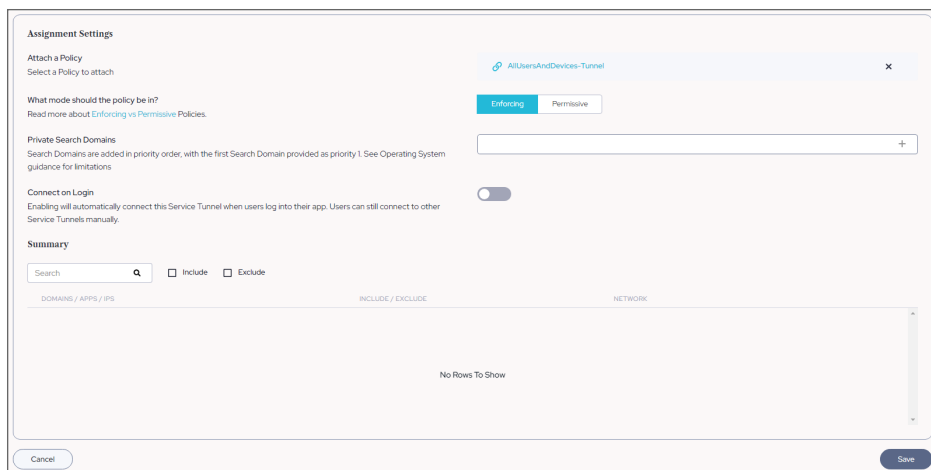 Assignment Settings
Attach a Policy
Select a Policy to attach
AllUsersAndDevices-Tunnel
What mode should the policy be in?
Read more about Enforcing vs Permissive Policies.
Enforcing
Permissive
Private Search Domains
Search Domains are added in priority order, with the first Search Domain provided as priority 1. See Operating System
guidance for limitations
Connect on Login
Enabling will automatically connect this Service Tunnel when users log into their app. Users can still connect to other
Service Tunnels manually.
Summary
Search
Include
Exclude
DOMAINS / APPS / IPS
INCLUDE / EXCLUDE
NETWORK
No Rows To Show
Cancel
Save